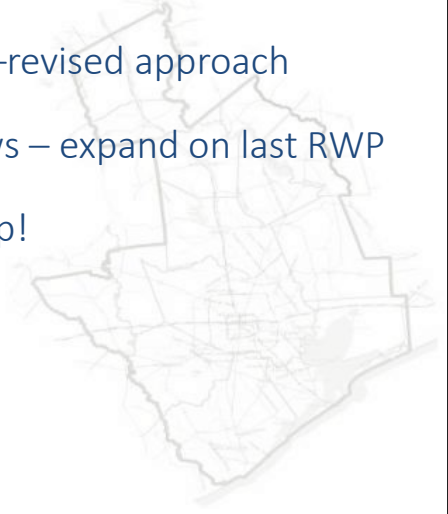 -revised approach
– expand on last RWP